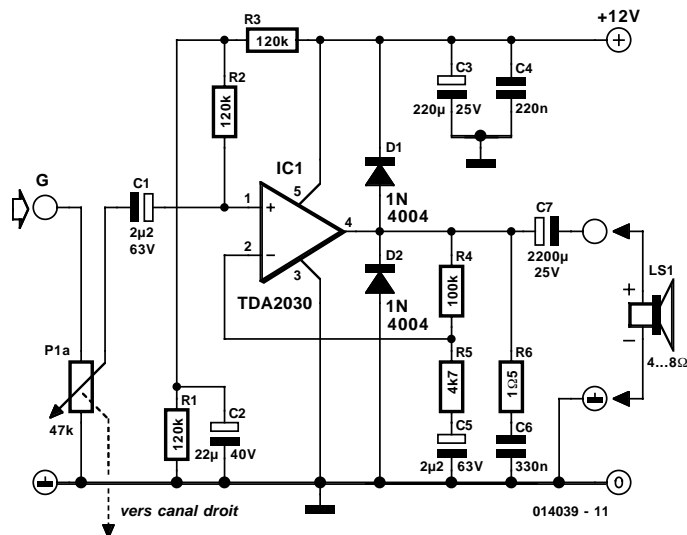 R3
120k
+12V
R2
120k
C3
220µ
25V
C4
220n
G
C1
2µ2
63V
IC1
1
+
5
4
2
−
3
TDA2030
D1
1N
4004
D2
1N
4004
C7
2200µ
25V
R4
100k
LS1
+
−
4...8Ω
P1a
47k
R5
4k7
R6
1Ω5
R1
120k
C2
22µ
40V
C5
2µ2
63V
C6
330n
0
vers canal droit
014039 - 11